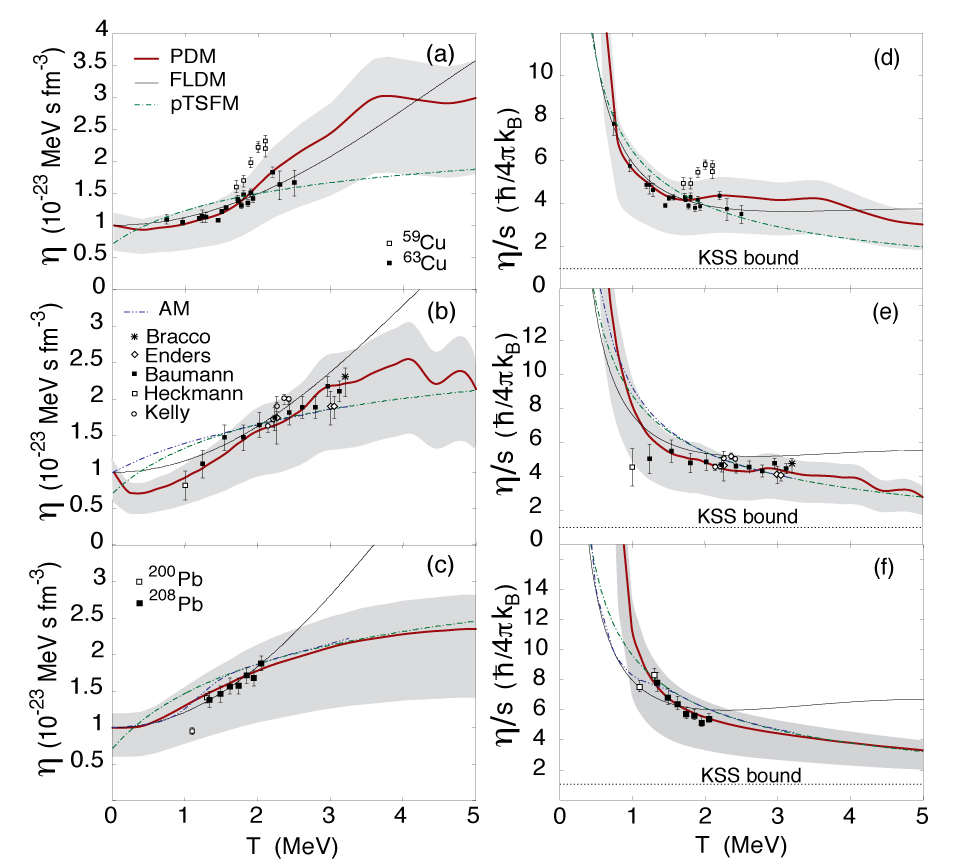 4
3.5
3
2.5
2
1.5
1
0.5
0
η (10⁻²³ MeV s fm⁻³)
(a)
PDM
FLDM
pTSFM
⁵⁹Cu
⁶³Cu
10
8
6
4
2
0
η/s (ħ/4πk_B)
(d)
KSS bound
3
2.5
2
1.5
1
0.5
0
η (10⁻²³ MeV s fm⁻³)
(b)
AM
Bracco
Enders
Baumann
Heckmann
Kelly
12
10
8
6
4
2
0
η/s (ħ/4πk_B)
(e)
KSS bound
3
2.5
2
1.5
1
0.5
η (10⁻²³ MeV s fm⁻³)
(c)
²⁰⁰Pb
²⁰⁸Pb
0 1 2 3 4 5
T (MeV)
14
12
10
8
6
4
2
η/s (ħ/4πk_B)
(f)
KSS bound
0 1 2 3 4 5
T (MeV)